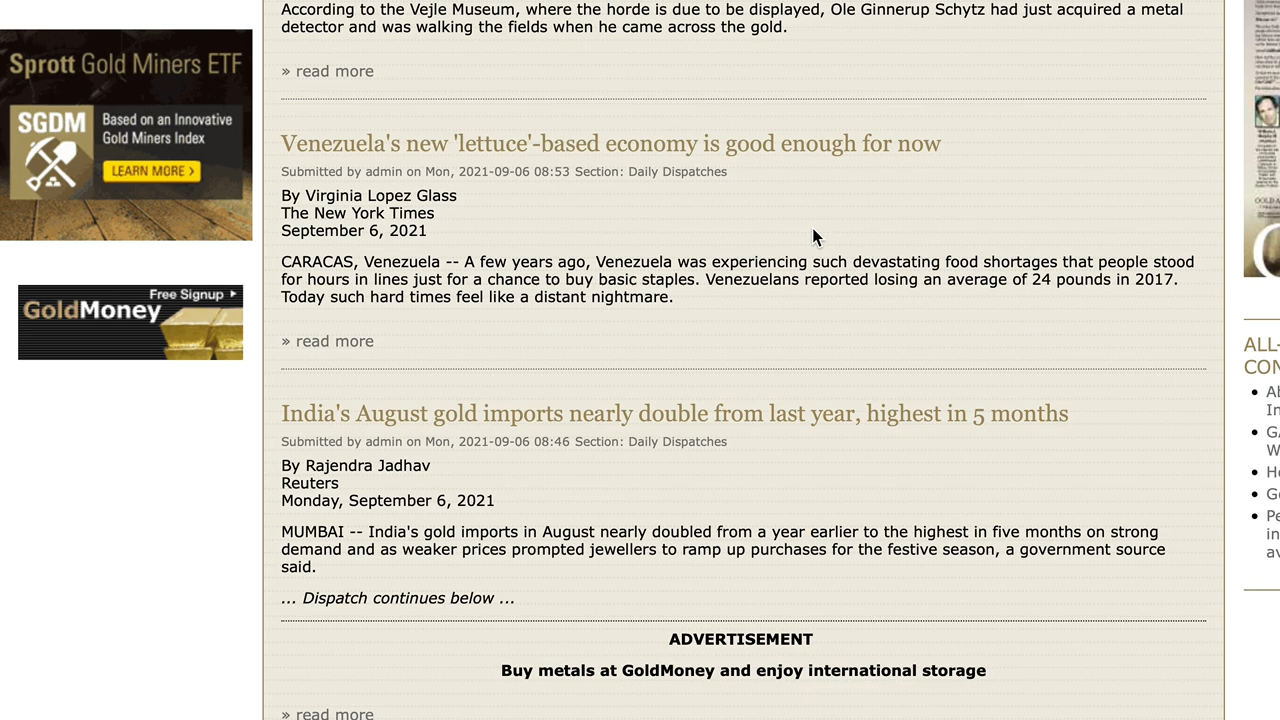 According to the Vejle Museum, where the horde is due to be displayed, Ole Ginnerup Schytz had just acquired a metal
detector and was walking the fields when he came across the gold.
» read more
Sprott Gold Miners ETF
SGDM
Based on an Innovative
Gold Miners Index
LEARN MORE >
Free Signup
GoldMoney
Venezuela's new 'lettuce'-based economy is good enough for now
Submitted by admin on Mon, 2021-09-06 08:53 Section: Daily Dispatches
By Virginia Lopez Glass
The New York Times
September 6, 2021
CARACAS, Venezuela -- A few years ago, Venezuela was experiencing such devastating food shortages that people stood
for hours in lines just for a chance to buy basic staples. Venezuelans reported losing an average of 24 pounds in 2017.
Today such hard times feel like a distant nightmare.
» read more
India's August gold imports nearly double from last year, highest in 5 months
Submitted by admin on Mon, 2021-09-06 08:46 Section: Daily Dispatches
By Rajendra Jadhav
Reuters
Monday, September 6, 2021
MUMBAI -- India's gold imports in August nearly doubled from a year earlier to the highest in five months on strong
demand and as weaker prices prompted jewellers to ramp up purchases for the festive season, a government source
said.
... Dispatch continues below ...
ADVERTISEMENT
Buy metals at GoldMoney and enjoy international storage
» read more
ALL-
CON